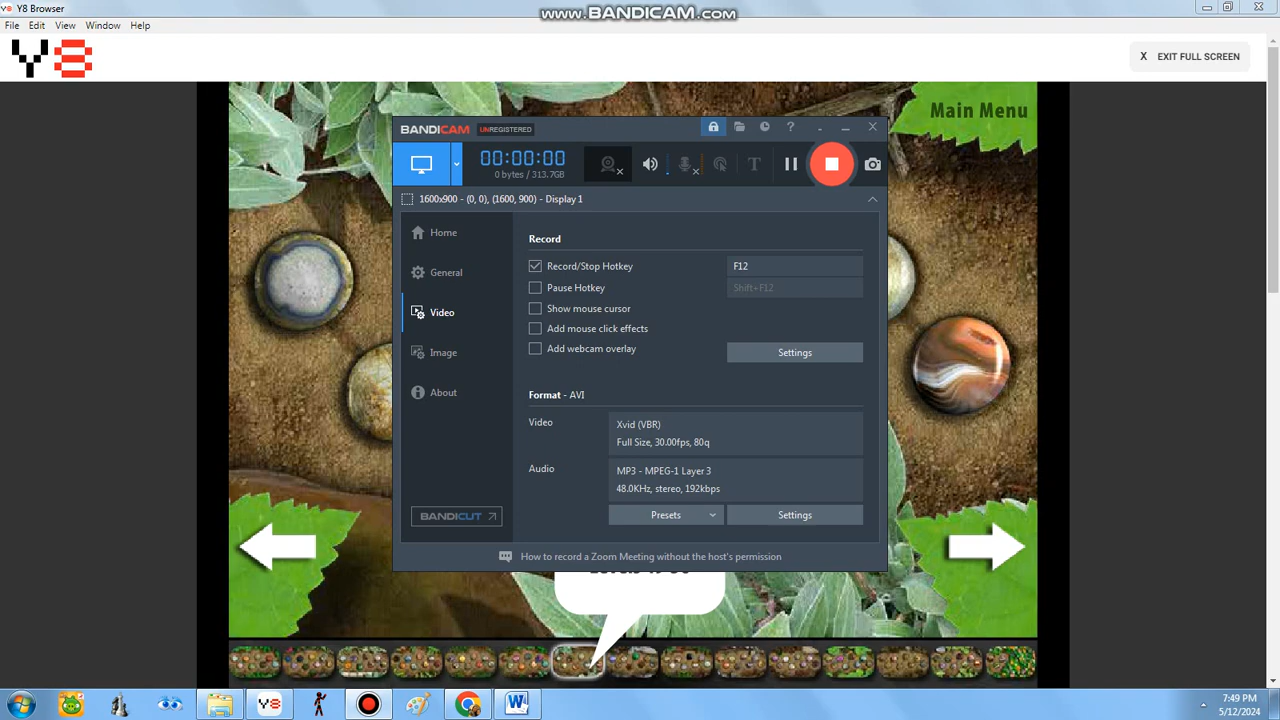 Y8 Browser
www.BANDICAM.com
File Edit View Window Help
Y8
X EXIT FULL SCREEN
Main Menu
BANDICAM UNREGISTERED
00:00:00
0 bytes / 313.7GB
1600x900 - (0, 0), (1600, 900) - Display 1
Home
General
Video
Image
About
BANDICUT
Record
Record/Stop Hotkey F12
Pause Hotkey Shift+F12
Show mouse cursor
Add mouse click effects
Add webcam overlay Settings
Format - AVI
Video Xvid (VBR)
Full Size, 30.00fps, 80q
Audio MP3 - MPEG-1 Layer 3
48.0KHz, stereo, 192kbps
Presets Settings
How to record a Zoom Meeting without the host's permission
7:49 PM
5/12/2024